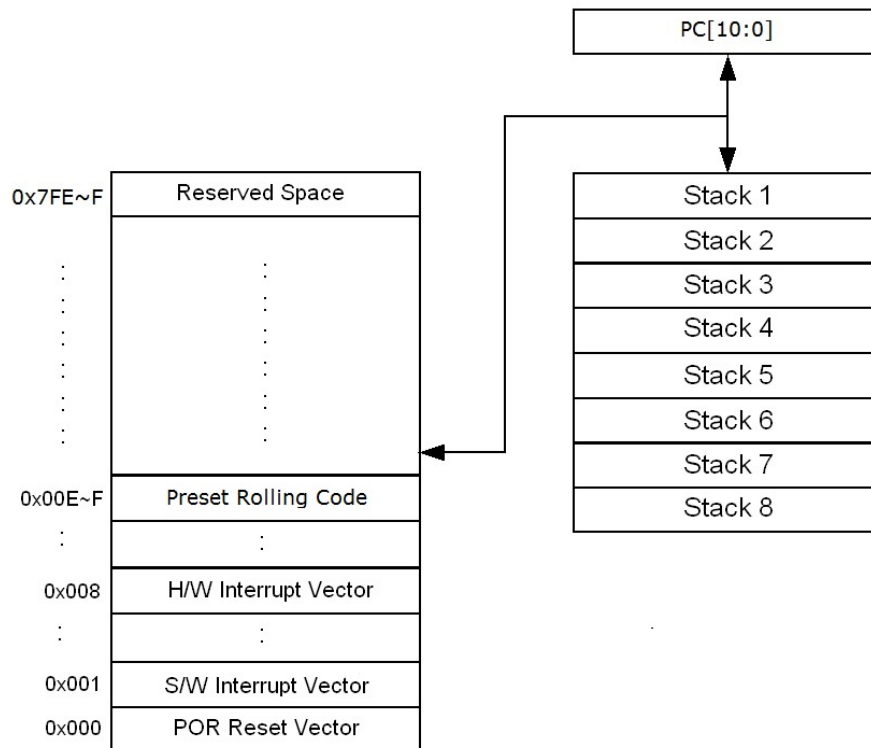 PC[10:0]
0x7FE~F Reserved Space
Stack 1
Stack 2
Stack 3
Stack 4
Stack 5
Stack 6
Stack 7
Stack 8
0x00E~F Preset Rolling Code
0x008 H/W Interrupt Vector
0x001 S/W Interrupt Vector
0x000 POR Reset Vector